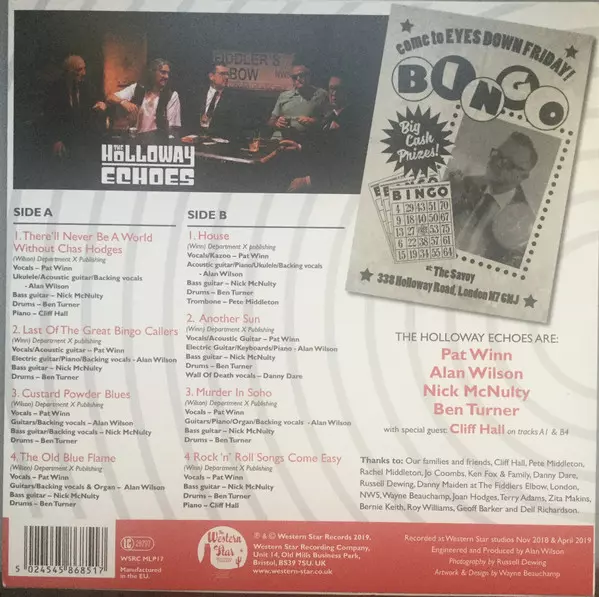 FIDDLER'S
BOW
THE
HOLLOWAY
ECHOES
come to EYES DOWN FRIDAY!
BINGO
Big
Cash
Prizes!
BINGO
4 29 43 51 70
9 18 40 50 67
at The Savoy
338 Holloway Road, London N7 6NJ
SIDE A
1. There'll Never Be A World
Without Chas Hodges
(Wilson) Department X Publishing
Vocals – Pat Winn
Ukulele/Acoustic guitar/Backing vocals
- Alan Wilson
Bass guitar – Nick McNulty
Drums – Ben Turner
Piano – Cliff Hall
2. Last Of The Great Bingo Callers
(Winn) Department X Publishing
Vocals/Acoustic guitar – Pat Winn
Electric guitar/Piano/Backing vocals - Alan Wilson
Bass guitar – Nick McNulty
Drums – Ben Turner
3. Custard Powder Blues
(Wilson) Department X Publishing
Vocals – Pat Winn
Guitars/Backing vocals – Alan Wilson
Bass guitar/Backing vocals – Nick McNulty
Drums – Ben Turner
4. The Old Blue Flame
(Wilson) Department X Publishing
Vocals – Pat Winn
Guitars/Backing vocals & Organ – Alan Wilson
Bass guitar – Nick McNulty
Drums – Ben Turner
SIDE B
1. House
(Winn) Department X publishing
Vocals/Kazoo – Pat Winn
Acoustic guitar/Piano/Ukulele/Backing vocals
- Alan Wilson
Bass guitar – Nick McNulty
Drums – Ben Turner
Trombone – Pete Middleton
2. Another Sun
(Winn) Department X Publishing
Vocals/Acoustic Guitar – Pat Winn
Electric Guitar/Keyboards/Piano - Alan Wilson
Bass guitar – Nick McNulty
Drums – Ben Turner
Wall Of Death vocals – Danny Dare
3. Murder In Soho
(Wilson) Department X Publishing
Vocals – Pat Winn
Guitars/Piano/Organ/Backing vocals - Alan Wilson
Bass guitar/Backing vocals – Nick McNulty
Drums – Ben Turner
4 Rock 'n' Roll Songs Come Easy
(Wilson) Department X Publishing
Vocals – Pat Winn
Bass guitar – Nick McNulty
Drums – Ben Turner
Piano – Cliff Hall
THE HOLLOWAY ECHOES ARE:
Pat Winn
Alan Wilson
Nick McNulty
Ben Turner
with special guest: Cliff Hall on tracks A1 & B4
Thanks to: Our families and friends, Cliff Hall, Pete Middleton,
Rachel Middleton, Jo Coombs, Ken Fox & Family, Danny Dare,
Russell Dewing, Danny Maiden at The Fiddlers Elbow, London,
NW5, Wayne Beauchamp, Joan Hodges, Terry Adams, Zita Makins,
Bernie Keith, Roy Williams, Geoff Barker and Dell Richardson.
5 024545 868517
WSRC MLP17
Manufactured
in the EU.
The
Western
Star
℗ © Western Star Records 2019.
Western Star Recording Company,
Unit 14, Old Mills Business Park,
Bristol, BS39 7SU.
western-star.co.uk
Recorded at Western Star studios Nov 2018 & April 2019
Engineered and Produced by Alan Wilson
Photography by Russell Dewing
Artwork & Design by Wayne Beauchamp